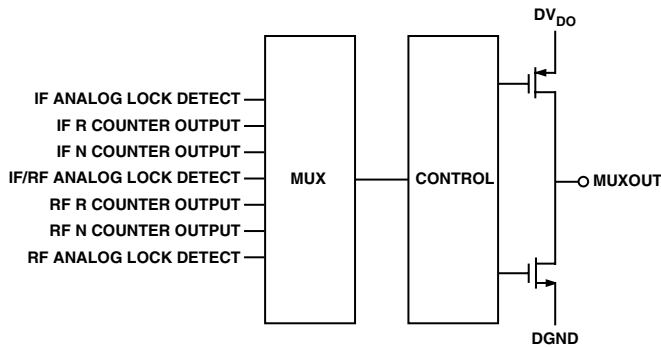 DVDO
IF ANALOG LOCK DETECT
IF R COUNTER OUTPUT
IF N COUNTER OUTPUT
IF/RF ANALOG LOCK DETECT
RF R COUNTER OUTPUT
RF N COUNTER OUTPUT
RF ANALOG LOCK DETECT
MUX
CONTROL
MUXOUT
DGND